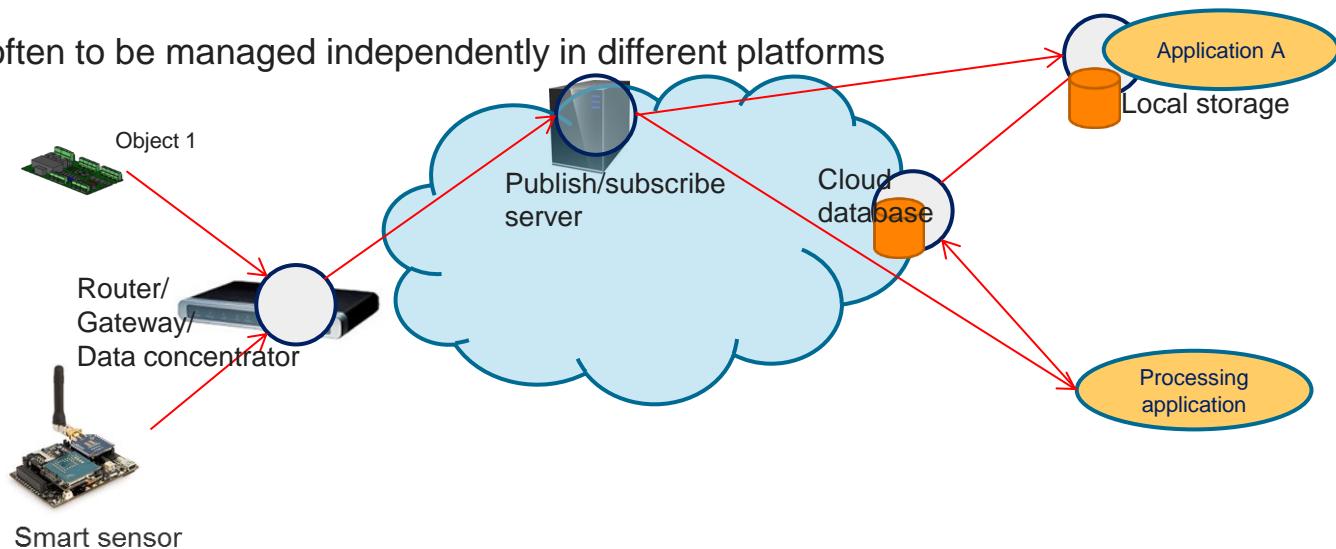 often to be managed independently in different platforms
Application A
Local storage
Object 1
Publish/subscribe
server
Cloud
database
Router/
Gateway/
Data concentrator
Processing
application
Smart sensor